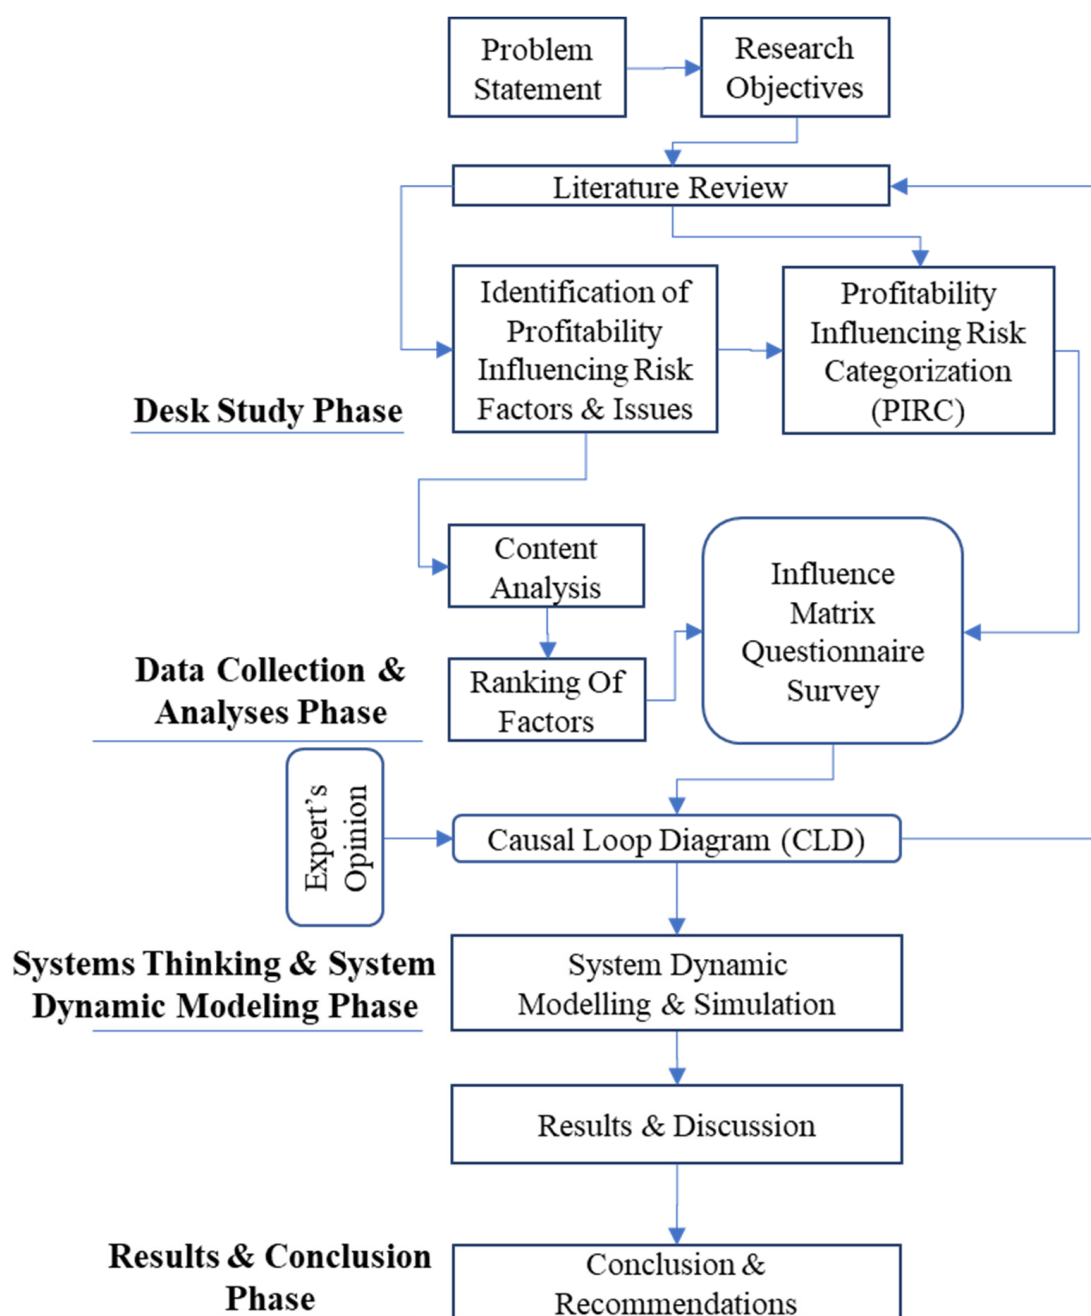 Problem
Statement
Research
Objectives
Literature Review
Identification of
Profitability
Influencing Risk
Factors & Issues
Profitability
Influencing Risk
Categorization
(PIRC)
Desk Study Phase
Content
Analysis
Influence
Matrix
Questionnaire
Survey
Data Collection &
Analyses Phase
Ranking Of
Factors
Expert's
Opinion
Causal Loop Diagram (CLD)
Systems Thinking & System
Dynamic Modeling Phase
System Dynamic
Modelling & Simulation
Results & Discussion
Results & Conclusion
Phase
Conclusion &
Recommendations